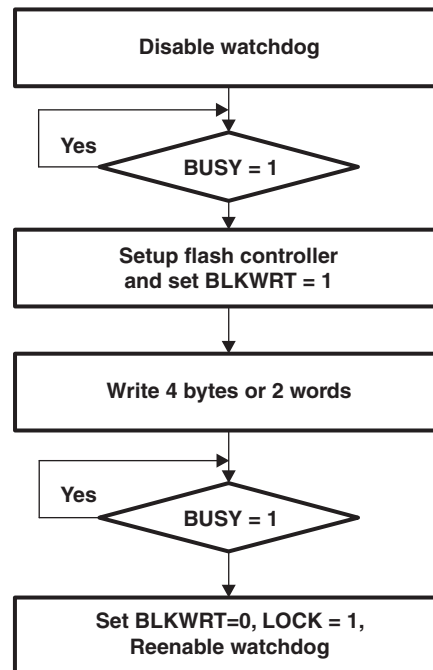 Disable watchdog
Yes
BUSY = 1
Setup flash controller
and set BLKWRT = 1
Write 4 bytes or 2 words
Yes
BUSY = 1
Set BLKWRT=0, LOCK = 1,
Reenable watchdog